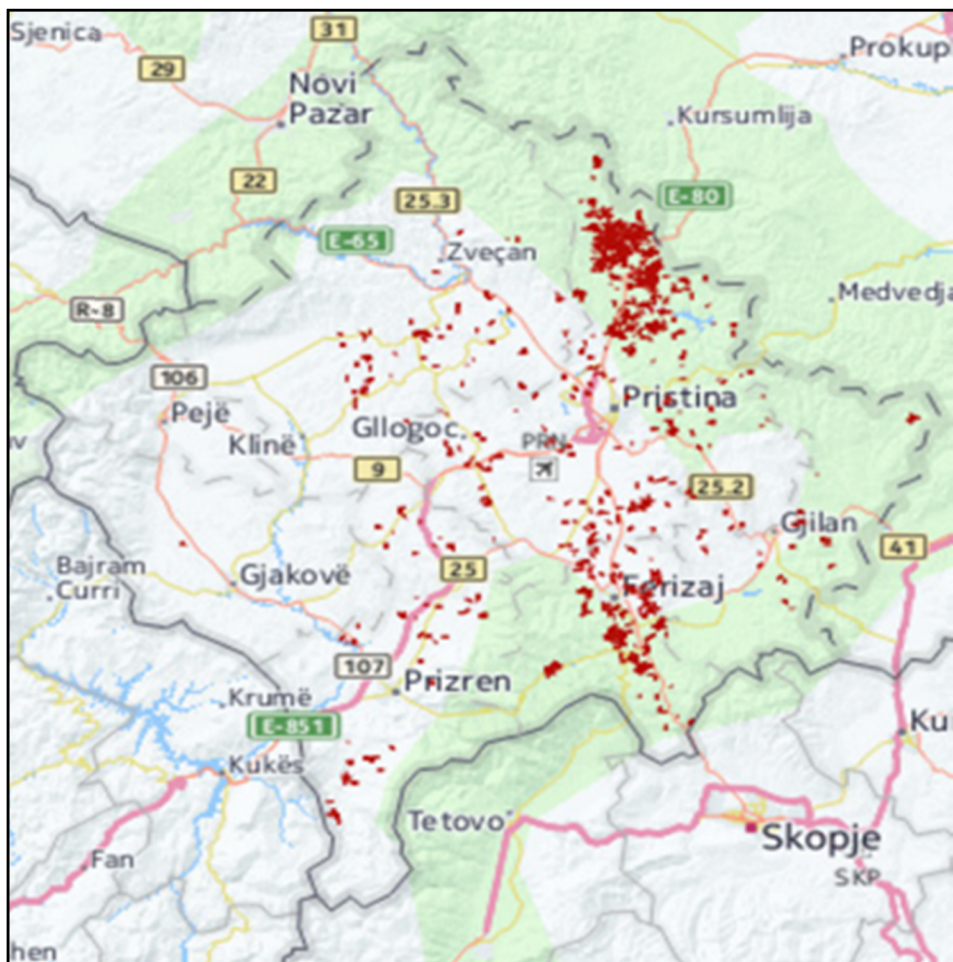 Sjenica
31
Prokup
29
Novi
Pazar
Kursumlija
22
25.3
E-80
E-65
Zveçan
R-8
Medvedja
106
Pejë
Pristina
Gllogoc
Klinë
PRN
9
25.2
Gjilan
41
Bajram
Curri
Gjakovë
25
Ferizaj
107
Prizren
Krumë
E-851
Ku
Kukës
Tetovo
Skopje
Fan
SKP
hen